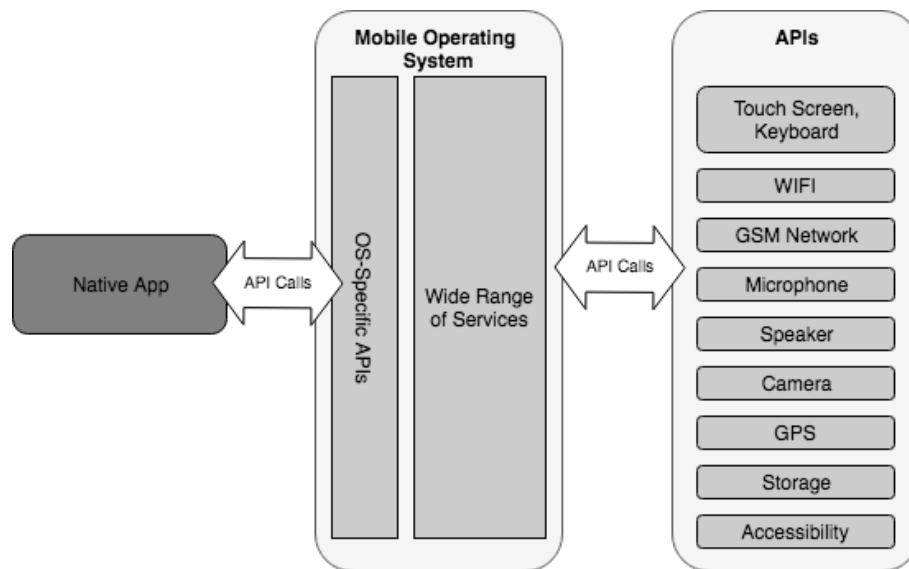 Mobile Operating
System
APIs
Touch Screen,
Keyboard
WIFI
GSM Network
Native App
API Calls
OS-Specific APIs
Wide Range
of Services
API Calls
Microphone
Speaker
Camera
GPS
Storage
Accessibility